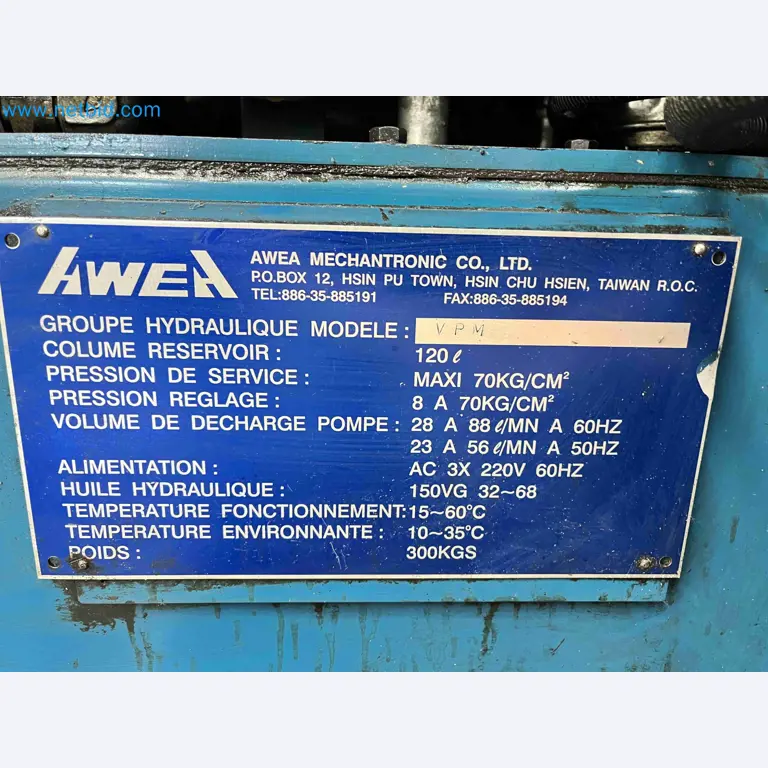 www.netbid.com
AWEA
AWEA MECHANTRONIC CO., LTD.
P.O.BOX 12, HSIN PU TOWN, HSIN CHU HSIEN, TAIWAN R.O.C.
TEL:886-35-885191 FAX:886-35-885194
GROUPE HYDRAULIQUE MODELE : VPM
COLUME RESERVOIR : 120ℓ
PRESSION DE SERVICE : MAXI 70KG/CM²
PRESSION REGLAGE : 8 A 70KG/CM²
VOLUME DE DECHARGE POMPE : 28 A 88ℓ/MN A 60HZ
23 A 56ℓ/MN A 50HZ
ALIMENTATION : AC 3X 220V 60HZ
HUILE HYDRAULIQUE : 150VG 32~68
TEMPERATURE FONCTIONNEMENT: 15~60°C
TEMPERATURE ENVIRONNANTE : 10~35°C
POIDS : 300KGS